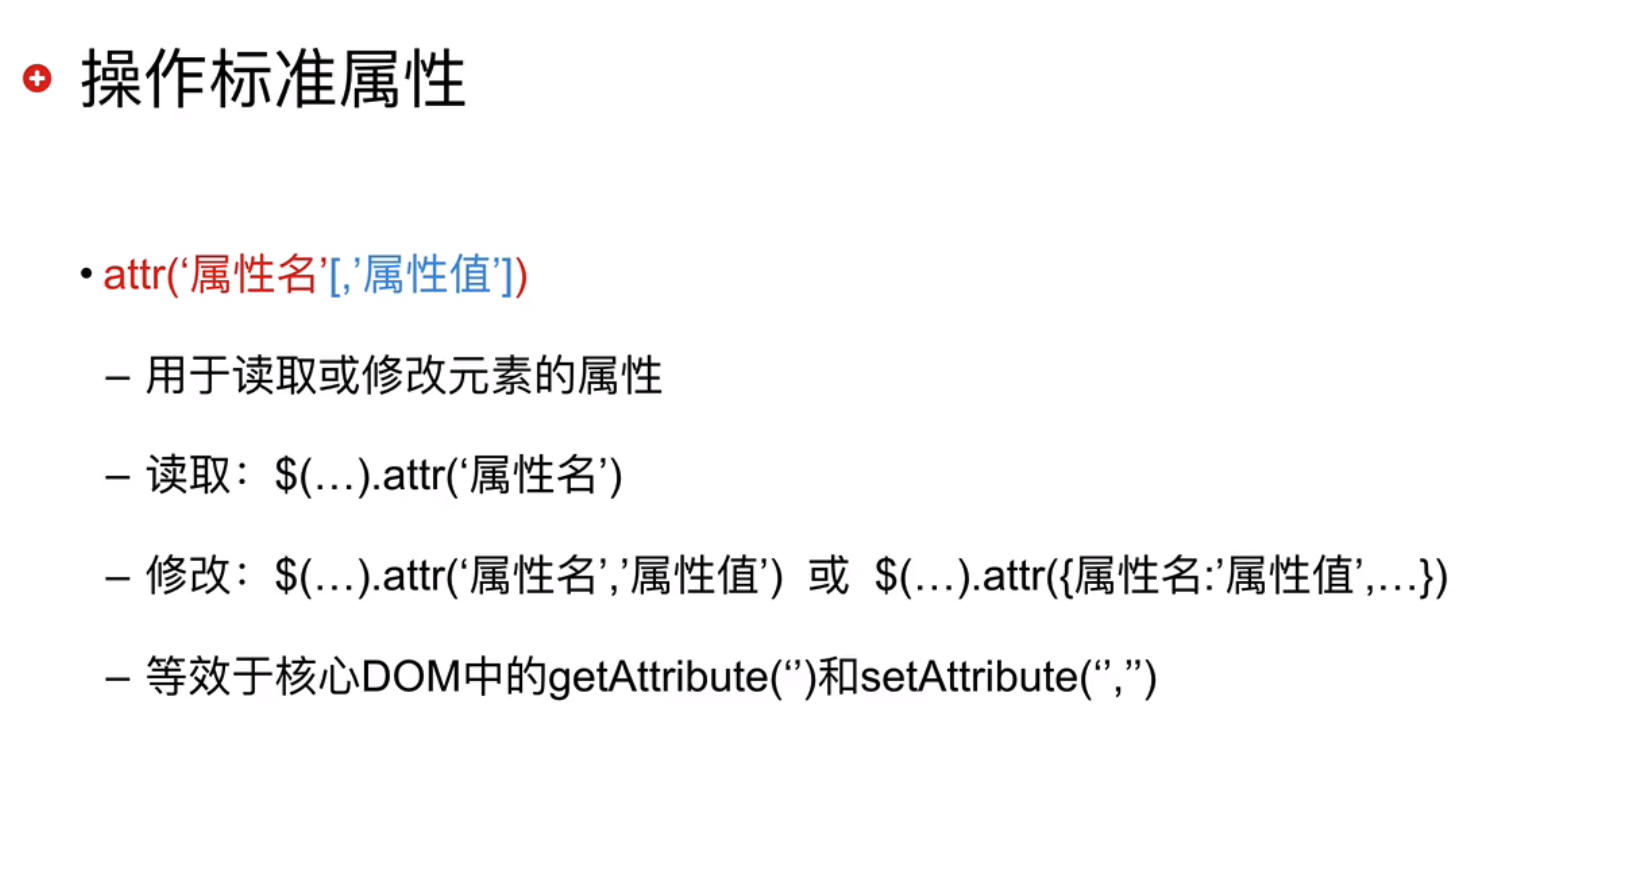 操作标准属性
• attr(‘属性名’[,’属性值’])
– 用于读取或修改元素的属性
– 读取：$(…).attr(‘属性名’)
– 修改：$(…).attr(‘属性名’,’属性值’) 或 $(…).attr({属性名:’属性值’,…})
– 等效于核心DOM中的getAttribute(‘’)和setAttribute(‘’,’’)